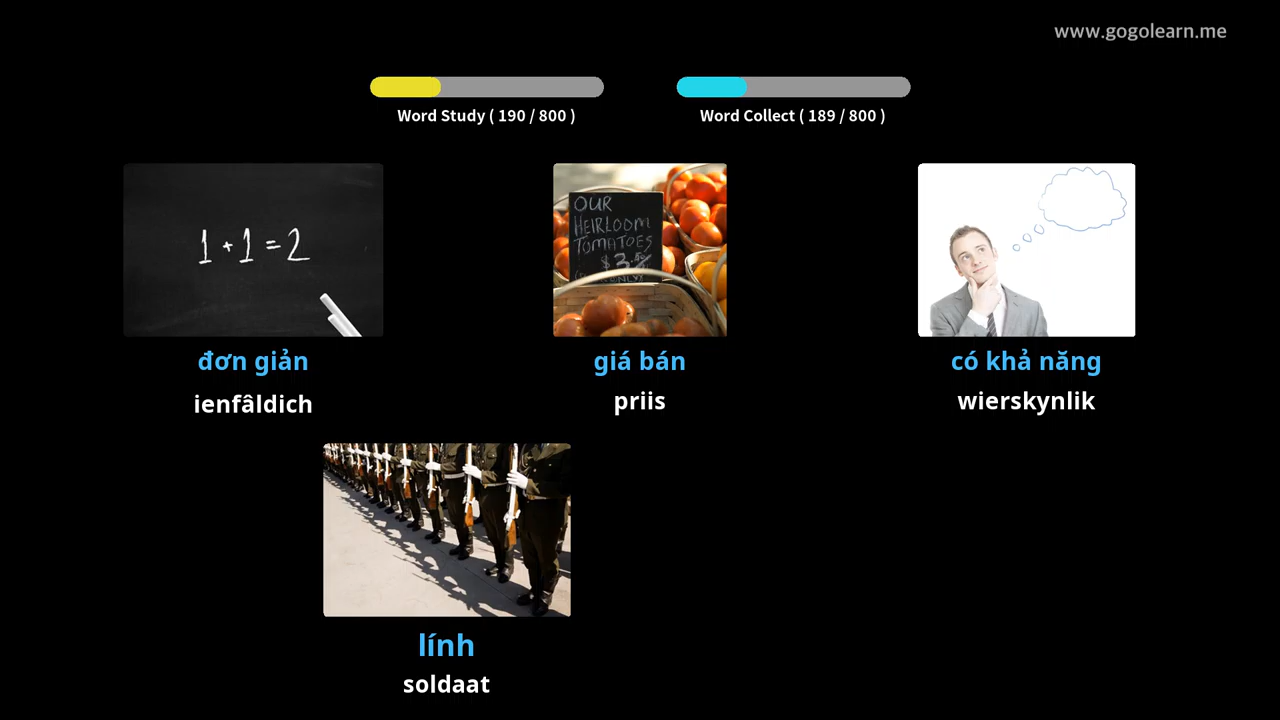 www.gogolearn.me
Word Study ( 190 / 800 )
Word Collect ( 189 / 800 )
1 + 1 = 2
OUR
HEIRLOOM
TOMATOES
đơn giản
giá bán
có khả năng
ienfâldich
priis
wierskynlik
lính
soldaat